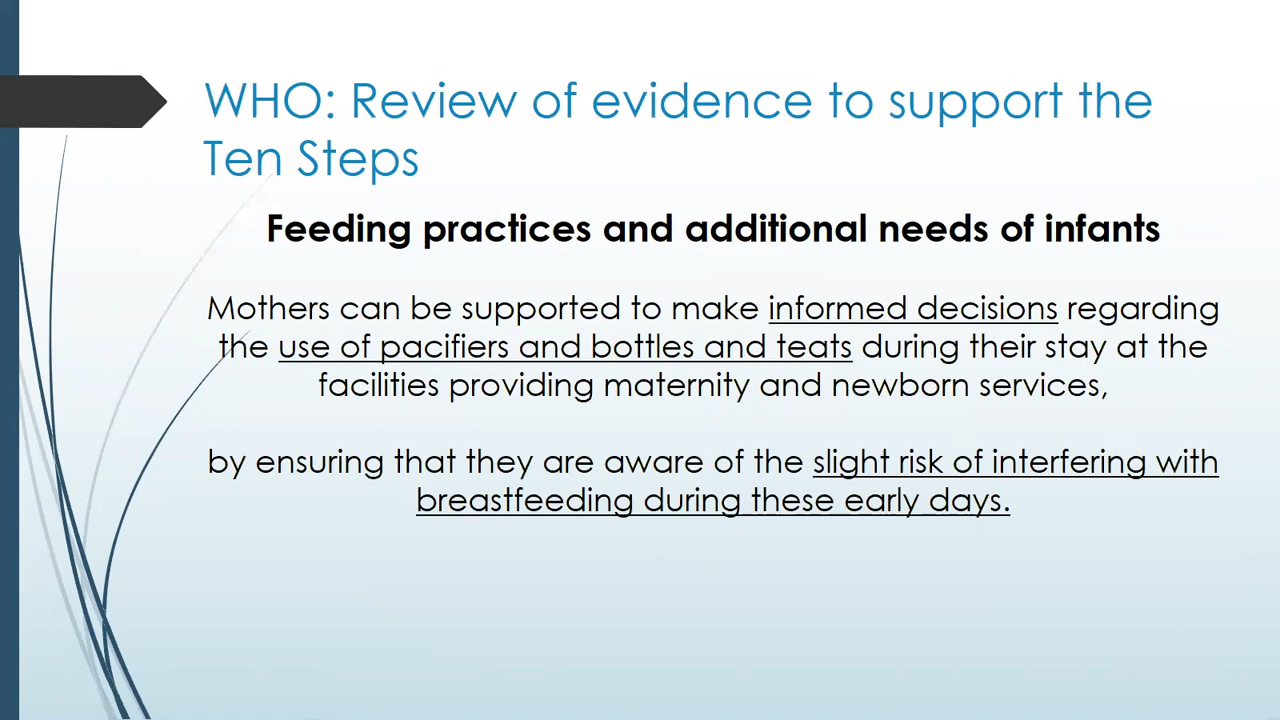 WHO: Review of evidence to support the
Ten Steps
Feeding practices and additional needs of infants
Mothers can be supported to make informed decisions regarding
the use of pacifiers and bottles and teats during their stay at the
facilities providing maternity and newborn services,
by ensuring that they are aware of the slight risk of interfering with
breastfeeding during these early days.